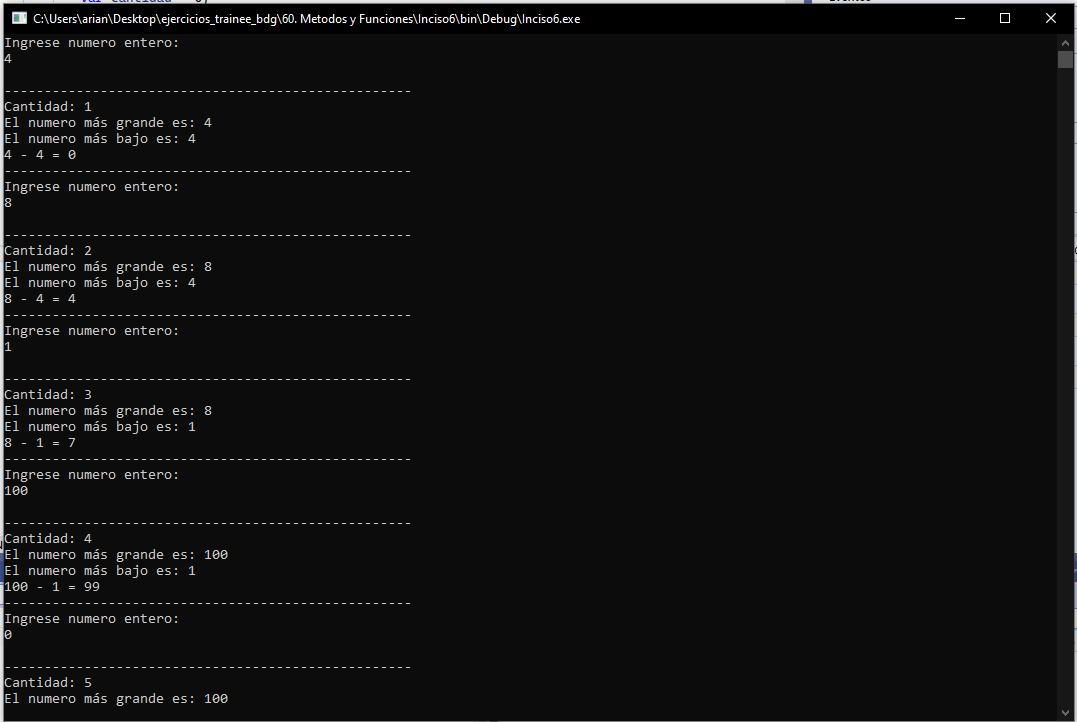 C:\Users\arian\Desktop\ejercicios_trainee_bdg\60. Metodos y Funciones\Inciso6\bin\Debug\Inciso6.exe
Ingrese numero entero:
4
---------------------------------------------------
Cantidad: 1
El numero más grande es: 4
El numero más bajo es: 4
4 - 4 = 0
---------------------------------------------------
Ingrese numero entero:
8
---------------------------------------------------
Cantidad: 2
El numero más grande es: 8
El numero más bajo es: 4
8 - 4 = 4
---------------------------------------------------
Ingrese numero entero:
1
---------------------------------------------------
Cantidad: 3
El numero más grande es: 8
El numero más bajo es: 1
8 - 1 = 7
---------------------------------------------------
Ingrese numero entero:
100
---------------------------------------------------
Cantidad: 4
El numero más grande es: 100
El numero más bajo es: 1
100 - 1 = 99
---------------------------------------------------
Ingrese numero entero:
0
---------------------------------------------------
Cantidad: 5
El numero más grande es: 100